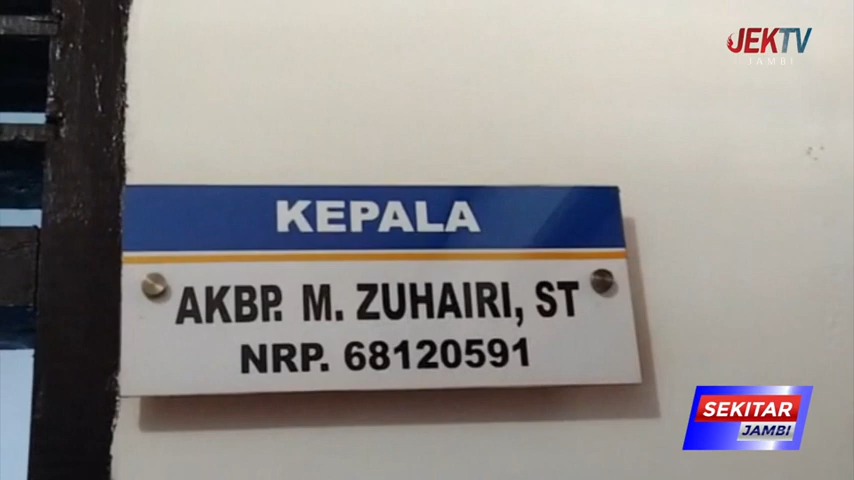 JEKTV
JAMBI
KEPALA
AKBP. M. ZUHAIRI, ST
NRP. 68120591
SEKITAR
JAMBI